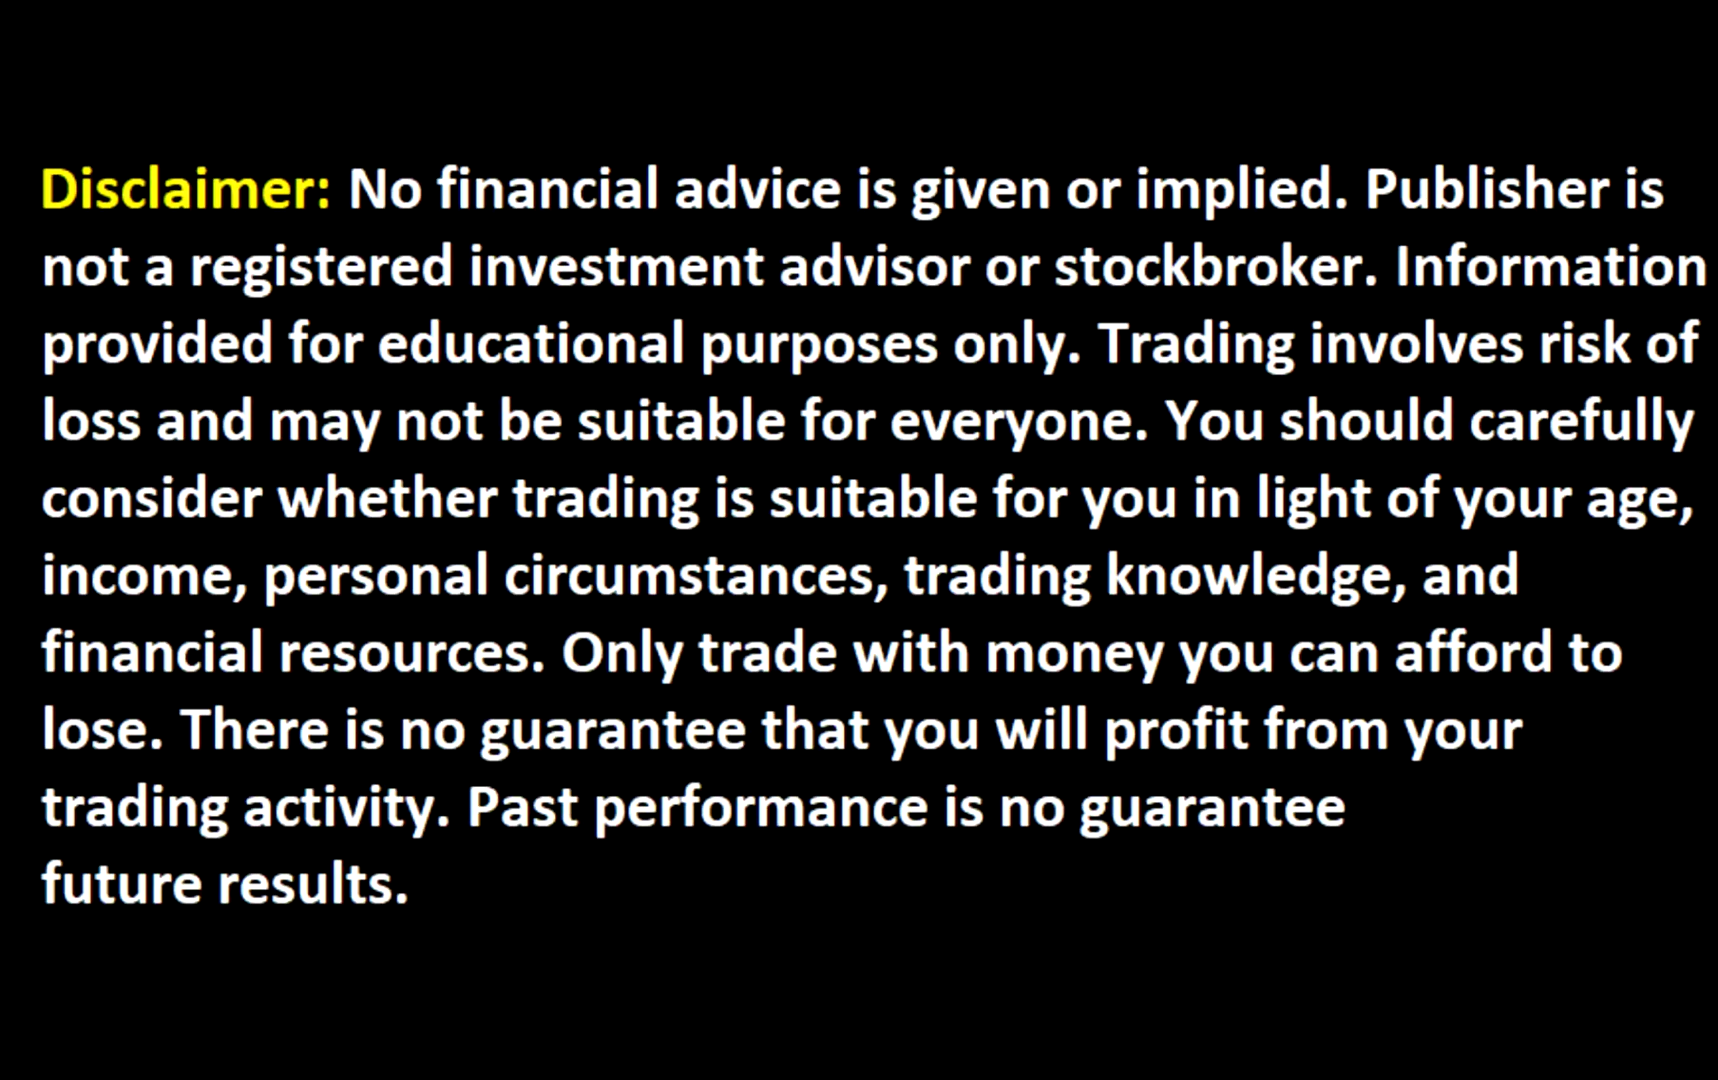 Disclaimer: No financial advice is given or implied. Publisher is
not a registered investment advisor or stockbroker. Information
provided for educational purposes only. Trading involves risk of
loss and may not be suitable for everyone. You should carefully
consider whether trading is suitable for you in light of your age,
income, personal circumstances, trading knowledge, and
financial resources. Only trade with money you can afford to
lose. There is no guarantee that you will profit from your
trading activity. Past performance is no guarantee
future results.